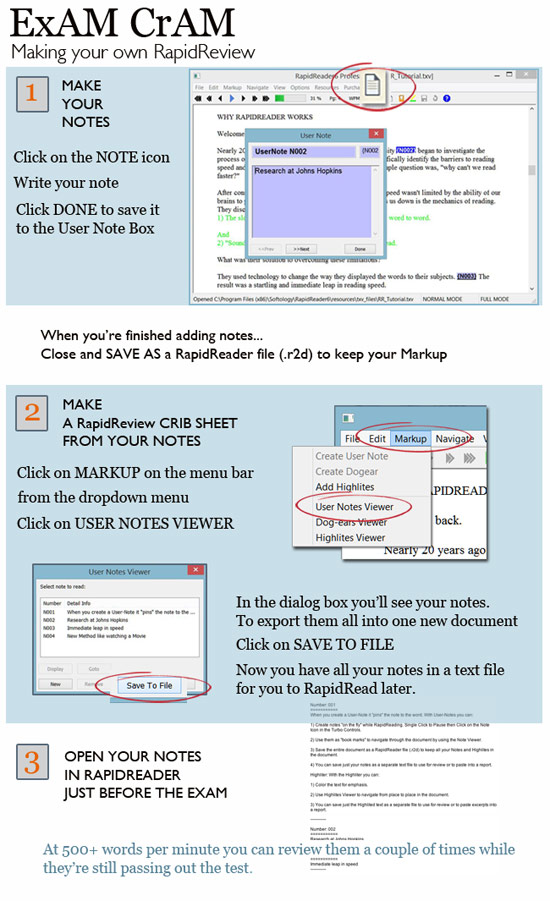 ExAM CrAM
Making your own RapidReview
1
MAKE
YOUR
NOTES
Click on the NOTE icon
Write your note
Click DONE to save it
to the User Note Box
RapidReader6 Profes
RR_Tutorial.txv]
File Edit Markup Navigate View Options Resources Purcha
31 %
WPM
WHY RAPIDREADER WORKS
Welcome
Nearly 20
ity [N002] began to investigate the
process o
fically identify the barriers to reading
speed and
ple question was, "why can't we read
faster?"
User Note
UserNote N002
{N002
Research at Johns Hopkins
<<Prev
>>Next
Done
After con
peed wasn't limited by the ability of our
brains to
us down is the mechanics of reading.
They disc
1) The sl
word to word.
And
2) "Soun
ead.
What was their solution to overcoming these limitations?
They used technology to change the way they displayed the words to their subjects. {N003} The
result was a startling and immediate leap in reading speed.
Opened C:\Program Files (x86)\Softology\RapidReader6\resources\txv_files\RR_Tutorial.txv NORMAL MODE FULL MODE
When you're finished adding notes...
Close and SAVE AS a RapidReader file (.r2d) to keep your Markup
2
MAKE
A RapidReview CRIB SHEET
FROM YOUR NOTES
Click on MARKUP on the menu bar
from the dropdown menu
Click on USER NOTES VIEWER
File Edit Markup Navigate
Create User Note
Create Dogear
Add Highlites
User Notes Viewer
Dog-ears Viewer
Highlites Viewer
APIDREAD
back.
Nearly 20 years ago
User Notes Viewer
Select note to read:
Number Detail Info
N001 When you create a User-Note it "pins" the note to the ...
N002 Research at Johns Hopkins
N003 Immediate leap in speed
N004 New Method like watching a Movie
Display
Goto
New
Remove
Save To File
In the dialog box you'll see your notes.
To export them all into one new document
Click on SAVE TO FILE
Now you have all your notes in a text file
for you to RapidRead later.
3
OPEN YOUR NOTES
IN RAPIDREADER
JUST BEFORE THE EXAM
Number 001
===========
When you create a User-Note it "pins" the note to the word. With User-Notes you can:
1) Create notes "on the fly" while RapidReading. Single Click to Pause then Click on the Note
Icon in the Turbo Controls.
2) Use them as "book marks" to navigate through the document by using the Note Viewer.
3) Save the entire document as a RapidReader file (.r2d) to keep all your Notes and Highlites in
the document.
4) You can save just your notes as a separate text file to use for review or to paste into a report.
Highliter: With the Highliter you can:
1) Color the text for emphasis.
2) Use Highlites Viewer to navigate from place to place in the document.
3) You can save just the Highlited text as a separate file to use for review or to paste excerpts into
a report.
Number 002
===========
Research at Johns Hopkins
===========
Immediate leap in speed
At 500+ words per minute you can review them a couple of times while
they're still passing out the test.